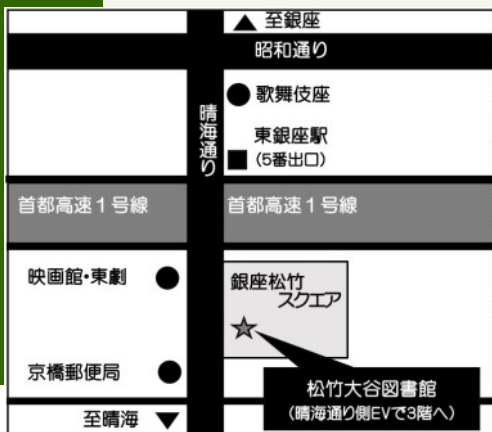 ▲ 至銀座
昭和通り
晴海通り
● 歌舞伎座
東銀座駅
■ (5番出口)
首都高速1号線
首都高速1号線
映画館・東劇 ●
銀座松竹
スクエア
京橋郵便局 ●
松竹大谷図書館
(晴海通り側EVで3階へ)
至晴海 ▼